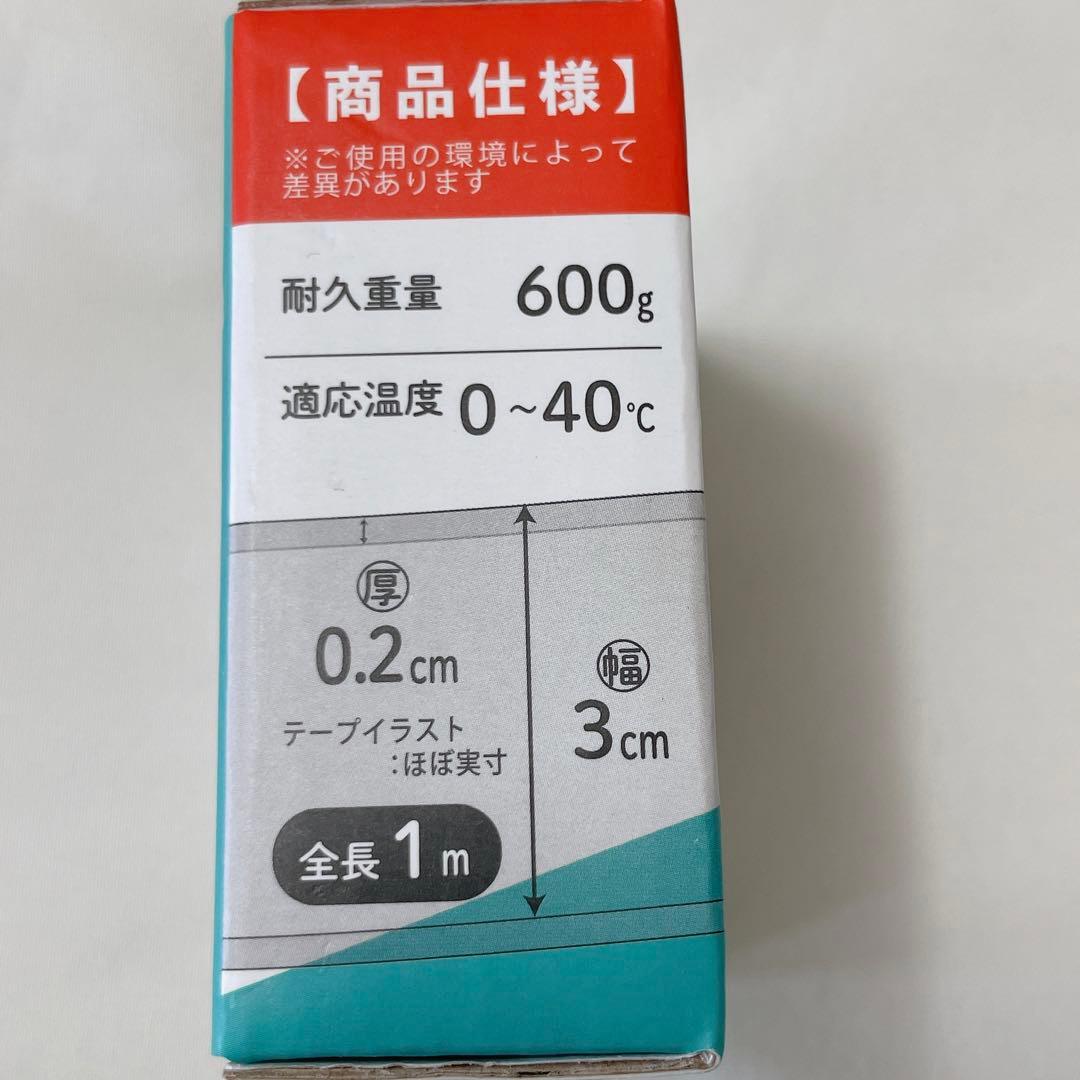 【商品仕様】
※ご使用の環境によって
差異があります
耐久重量 600g
適応温度 0～40℃
厚
0.2cm
幅
3cm
テープイラスト
:ほぼ実寸
全長1m